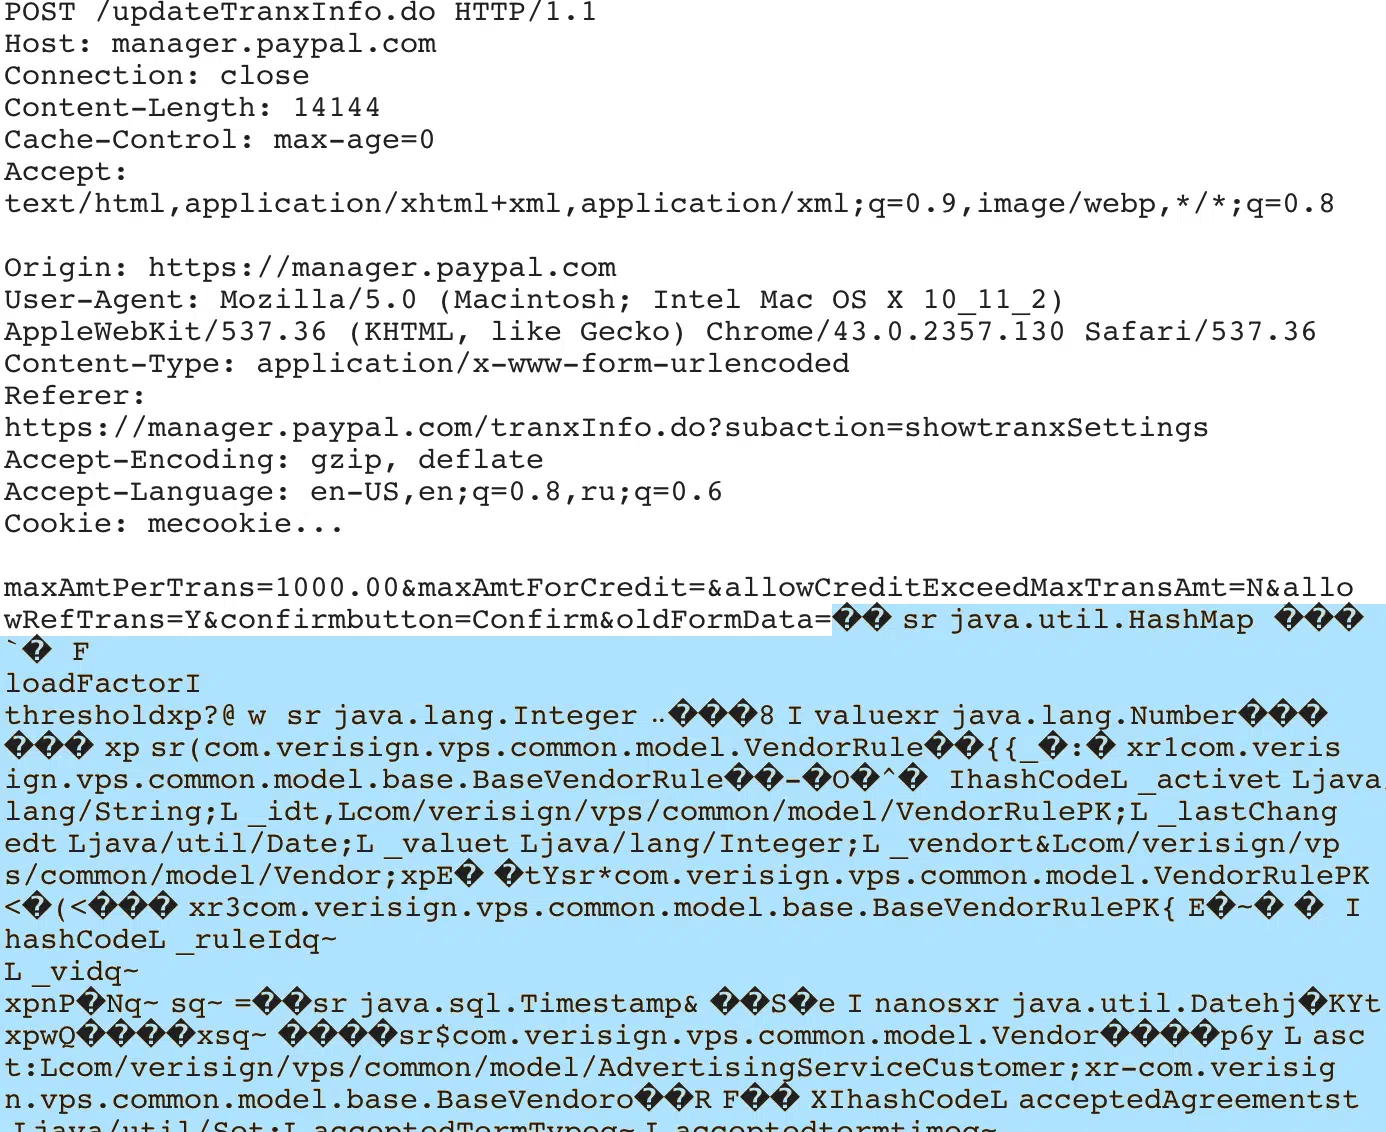 POST /updateTranxInfo.do HTTP/1.1
Host: manager.paypal.com
Connection: close
Content-Length: 14144
Cache-Control: max-age=0
Accept:
text/html,application/xhtml+xml,application/xml;q=0.9,image/webp,*/*;q=0.8
Origin: https://manager.paypal.com
User-Agent: Mozilla/5.0 (Macintosh; Intel Mac OS X 10_11_2)
AppleWebKit/537.36 (KHTML, like Gecko) Chrome/43.0.2357.130 Safari/537.36
Content-Type: application/x-www-form-urlencoded
Referer:
https://manager.paypal.com/tranxInfo.do?subaction=showtranxSettings
Accept-Encoding: gzip, deflate
Accept-Language: en-US,en;q=0.8,ru;q=0.6
Cookie: mecookie...
maxAmtPerTrans=1000.00&maxAmtForCredit=&allowCreditExceedMaxTransAmt=N&allo
wRefTrans=Y&confirmbutton=Confirm&oldFormData=�� sr java.util.HashMap ���
`� F
loadFactorI
thresholdxp?@ w sr java.lang.Integer ..���8 I valuexr java.lang.Number���
��� xp sr(com.verisign.vps.common.model.VendorRule��{{_�:� xr1com.veris
ign.vps.common.model.base.BaseVendorRule��-�O�^� IhashCodeL _activet Ljava
lang/String;L _idt,Lcom/verisign/vps/common/model/VendorRulePK;L _lastChang
edt Ljava/util/Date;L _valuet Ljava/lang/Integer;L _vendort&Lcom/verisign/vp
s/common/model/Vendor;xpE� �tYsr*com.verisign.vps.common.model.VendorRulePK
<�(<��� xr3com.verisign.vps.common.model.base.BaseVendorRulePK{ E�~� � I
hashCodeL _ruleIdq~
L _vidq~
xpnP�Nq~ sq~ =��sr java.sql.Timestamp& ��S�e I nanosxr java.util.Datehj�KYt
xpwQ����xsq~ ����sr$com.verisign.vps.common.model.Vendor����p6y L asc
t:Lcom/verisign/vps/common/model/AdvertisingServiceCustomer;xr-com.verisig
n.vps.common.model.base.BaseVendoro��R F�� XIhashCodeL acceptedAgreementst
Ljava/util/Set;L acceptedTermTypeq~ L acceptedtermtimeq~